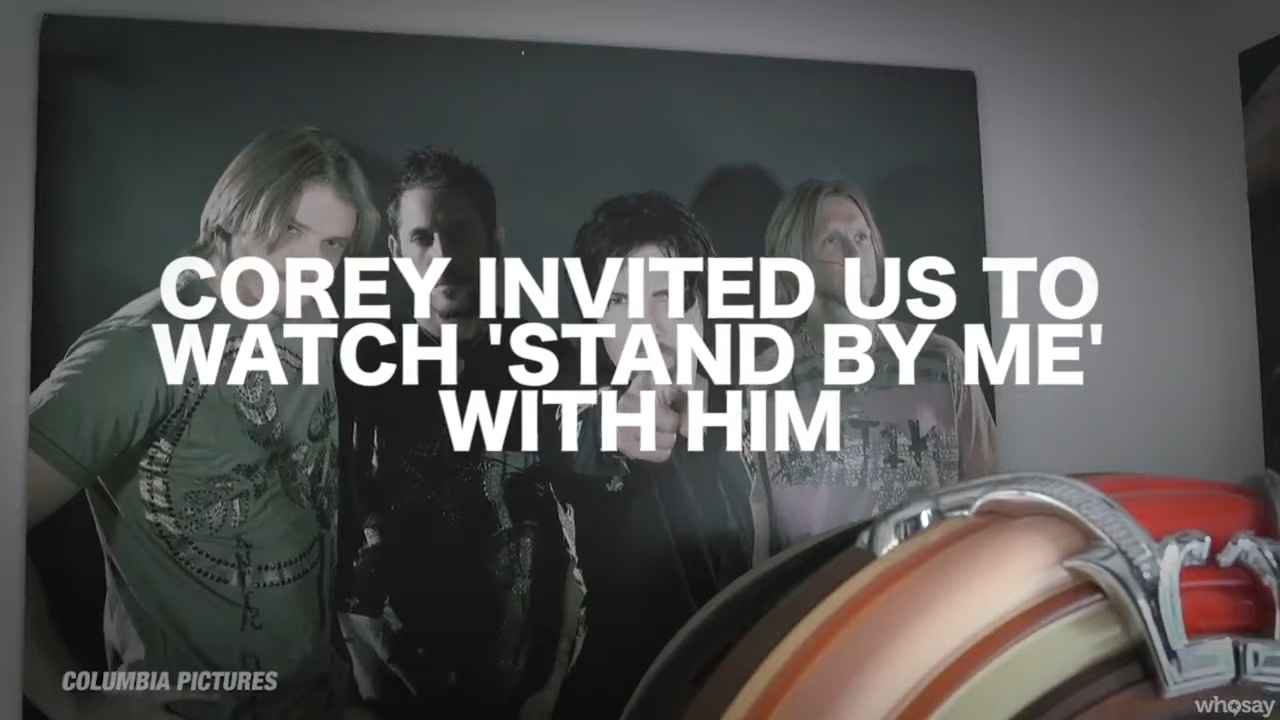 COREY INVITED US TO
WATCH 'STAND BY ME'
WITH HIM
COLUMBIA PICTURES
whosay